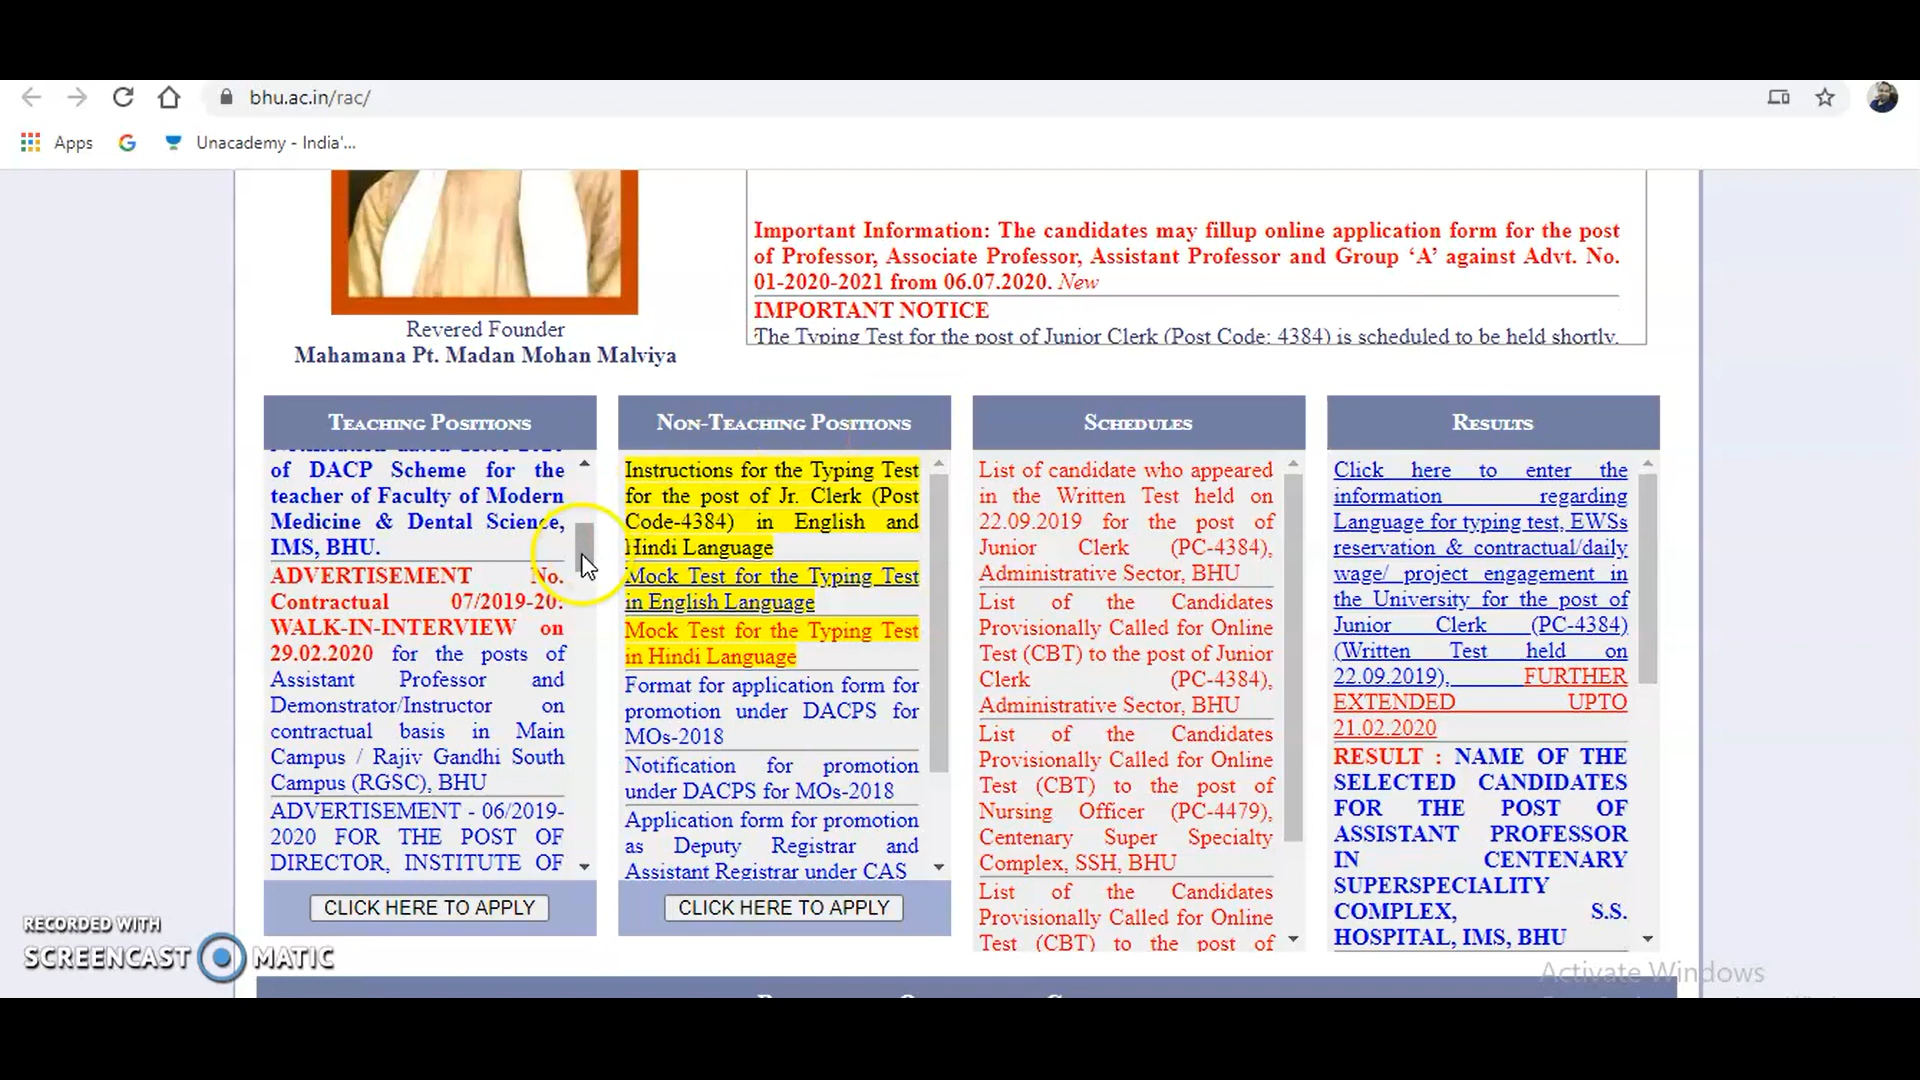 bhu.ac.in/rac/
Apps
Unacademy - India'...
Important Information: The candidates may fillup online application form for the post
of Professor, Associate Professor, Assistant Professor and Group ‘A’ against Advt. No.
01-2020-2021 from 06.07.2020. New
IMPORTANT NOTICE
The Typing Test for the post of Junior Clerk (Post Code: 4384) is scheduled to be held shortly.
Revered Founder
Mahamana Pt. Madan Mohan Malviya
TEACHING POSITIONS
of DACP Scheme for the
teacher of Faculty of Modern
Medicine & Dental Science,
IMS, BHU.
ADVERTISEMENT No.
Contractual 07/2019-20:
WALK-IN-INTERVIEW on
29.02.2020 for the posts of
Assistant Professor and
Demonstrator/Instructor on
contractual basis in Main
Campus / Rajiv Gandhi South
Campus (RGSC), BHU
ADVERTISEMENT - 06/2019-
2020 FOR THE POST OF
DIRECTOR, INSTITUTE OF
CLICK HERE TO APPLY
NON-TEACHING POSITIONS
Instructions for the Typing Test
for the post of Jr. Clerk (Post
Code-4384) in English and
Hindi Language
Mock Test for the Typing Test
in English Language
Mock Test for the Typing Test
in Hindi Language
Format for application form for
promotion under DACPS for
MOs-2018
Notification for promotion
under DACPS for MOs-2018
Application form for promotion
as Deputy Registrar and
Assistant Registrar under CAS
CLICK HERE TO APPLY
SCHEDULES
List of candidate who appeared
in the Written Test held on
22.09.2019 for the post of
Junior Clerk (PC-4384),
Administrative Sector, BHU
List of the Candidates
Provisionally Called for Online
Test (CBT) to the post of Junior
Clerk (PC-4384),
Administrative Sector, BHU
List of the Candidates
Provisionally Called for Online
Test (CBT) to the post of
Nursing Officer (PC-4479),
Centenary Super Specialty
Complex, SSH, BHU
List of the Candidates
Provisionally Called for Online
Test (CBT) to the post of
RESULTS
Click here to enter the
information regarding
Language for typing test, EWSs
reservation & contractual/daily
wage/ project engagement in
the University for the post of
Junior Clerk (PC-4384)
(Written Test held on
22.09.2019), FURTHER
EXTENDED UPTO
21.02.2020
RESULT : NAME OF THE
SELECTED CANDIDATES
FOR THE POST OF
ASSISTANT PROFESSOR
IN CENTENARY
SUPERSPECIALITY
COMPLEX, S.S.
HOSPITAL, IMS, BHU
RECORDED WITH
SCREENCAST MATIC
Activate Windows